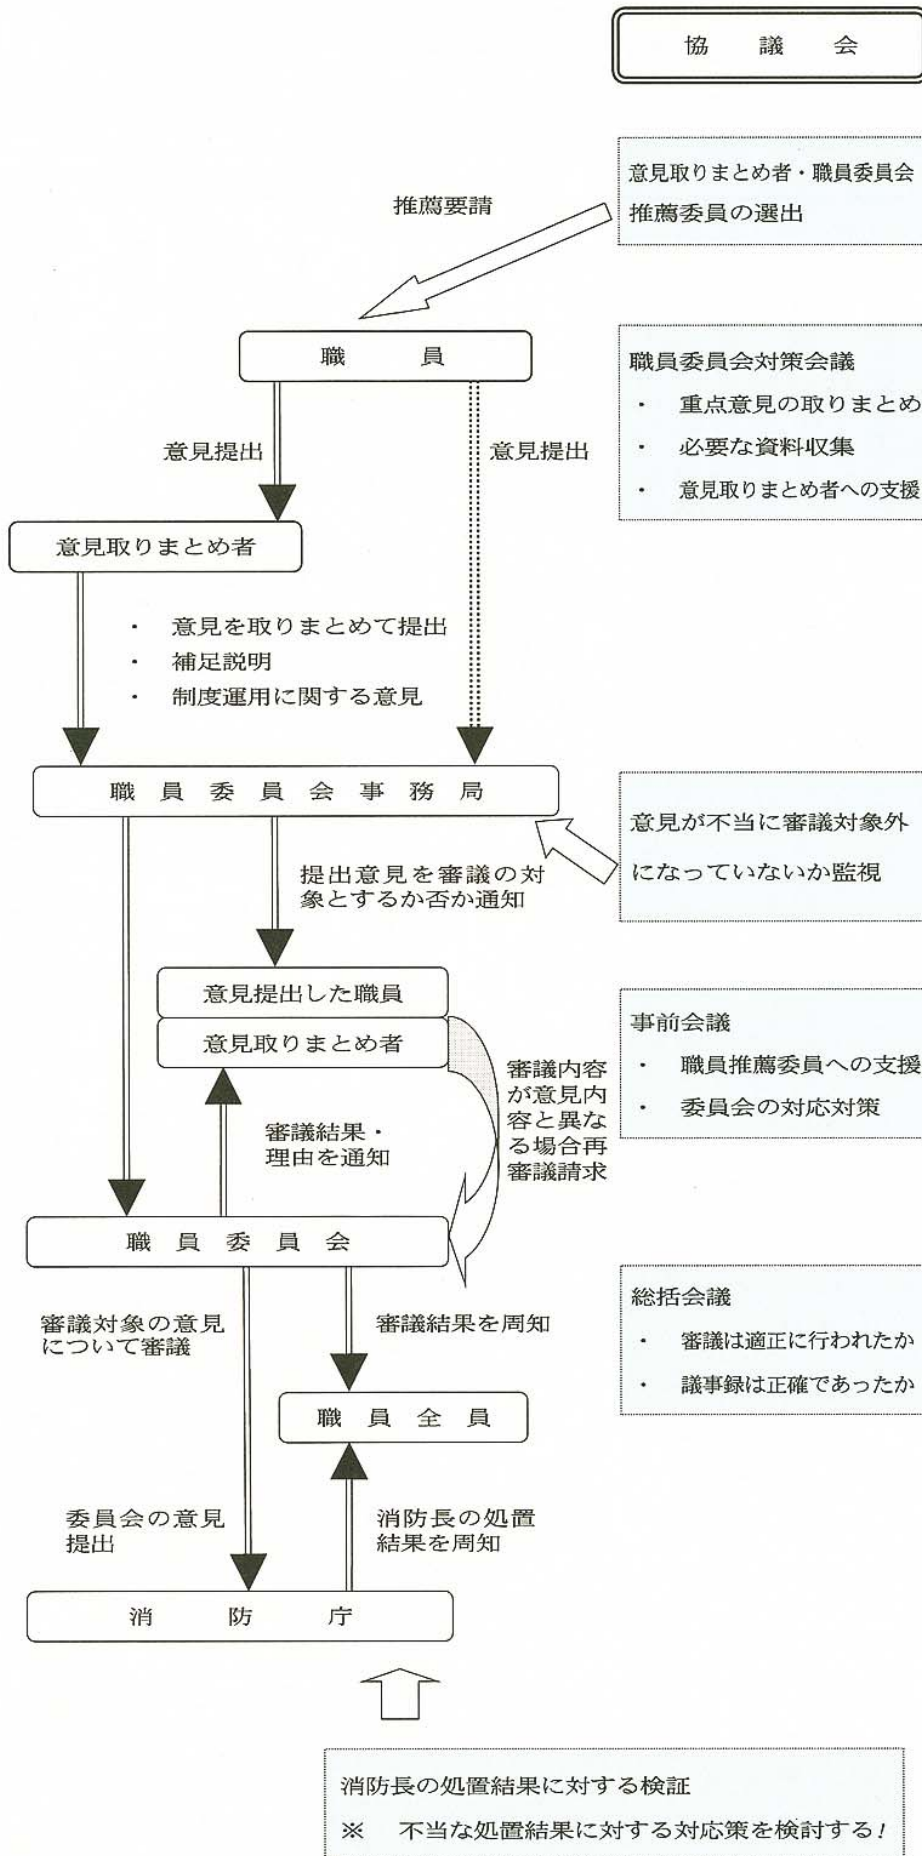 協議会
意見取りまとめ者・職員委員会
推薦委員の選出
推薦要請
職員
職員委員会対策会議
・ 重点意見の取りまとめ
・ 必要な資料収集
・ 意見取りまとめ者への支援
意見提出
意見提出
意見取りまとめ者
・ 意見を取りまとめて提出
・ 補足説明
・ 制度運用に関する意見
職員委員会事務局
意見が不当に審議対象外
になっていないか監視
提出意見を審議の対
象とするか否か通知
意見提出した職員
意見取りまとめ者
事前会議
・ 職員推薦委員への支援
・ 委員会の対応対策
審議内容
が意見内
容と異な
る場合再
審議請求
審議結果・
理由を通知
職員委員会
総括会議
・ 審議は適正に行われたか
・ 議事録は正確であったか
審議対象の意見
について審議
審議結果を周知
職員全員
委員会の意見
提出
消防長の処置
結果を周知
消防庁
消防長の処置結果に対する検証
※ 不当な処置結果に対する対応策を検討する！